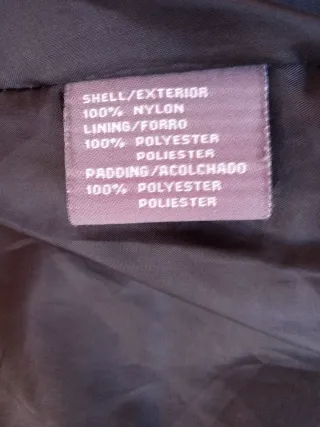 SHELL/EXTERIOR
100% NYLON
LINING/FORRO
100% POLYESTER
POLIESTER
PADDING/ACOLCHADO
100% POLYESTER
POLIESTER